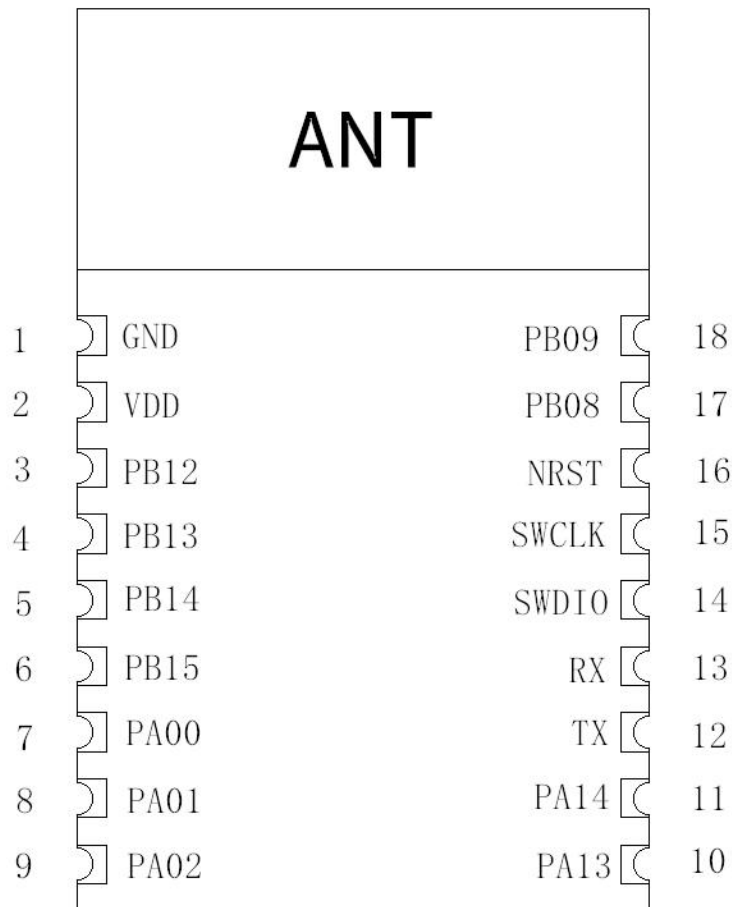 ANT
1 GND PB09 18
2 VDD PB08 17
3 PB12 NRST 16
4 PB13 SWCLK 15
5 PB14 SWDIO 14
6 PB15 RX 13
7 PA00 TX 12
8 PA01 PA14 11
9 PA02 PA13 10